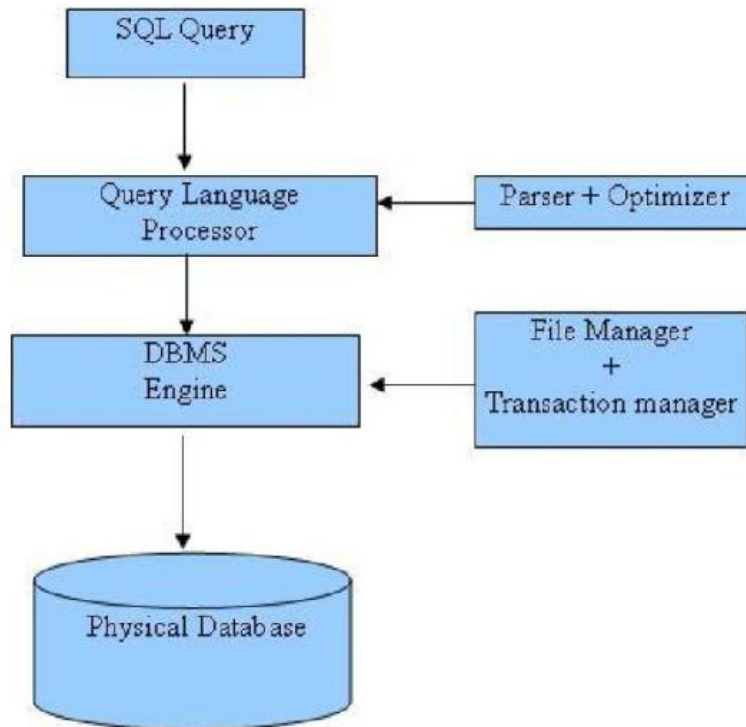 SQL Query
Query Language
Processor
Parser + Optimizer
DBMS
Engine
File Manager
+
Transaction manager
Physical Database